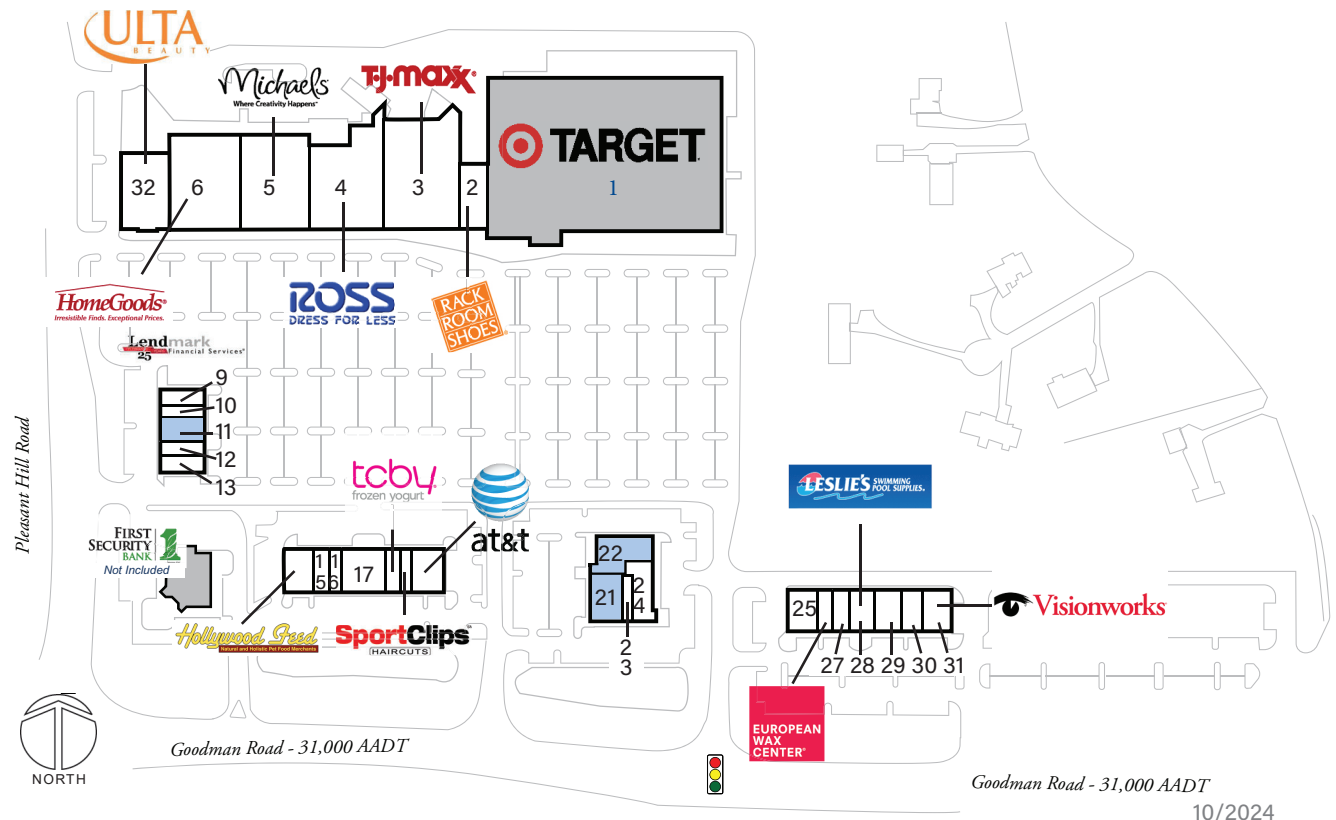 ULTA
BEAUTY
Michaels
Where Creativity Happens™
T·J·maxx®
TARGET
32
6
5
4
3
2
1
HomeGoods®
Irresistible Finds. Exceptional Prices.
ROSS
DRESS FOR LESS
RACK
ROOM
SHOES®
Lendmark
25 Financial Services®
9
10
11
12
13
Pleasant Hill Road
tcby®
frozen yogurt
at&t
LESLIE'S SWIMMING
POOL SUPPLIES®
FIRST
SECURITY
BANK
1
Not Included
1 1
5 6
17
22
21
2
4
2
3
25
27 28 29 30 31
Visionworks
Hollywood Feed
Natural and Holistic Pet Food Merchants
SportClips
HAIRCUTS
EUROPEAN
WAX
CENTER®
NORTH
Goodman Road - 31,000 AADT
Goodman Road - 31,000 AADT
10/2024